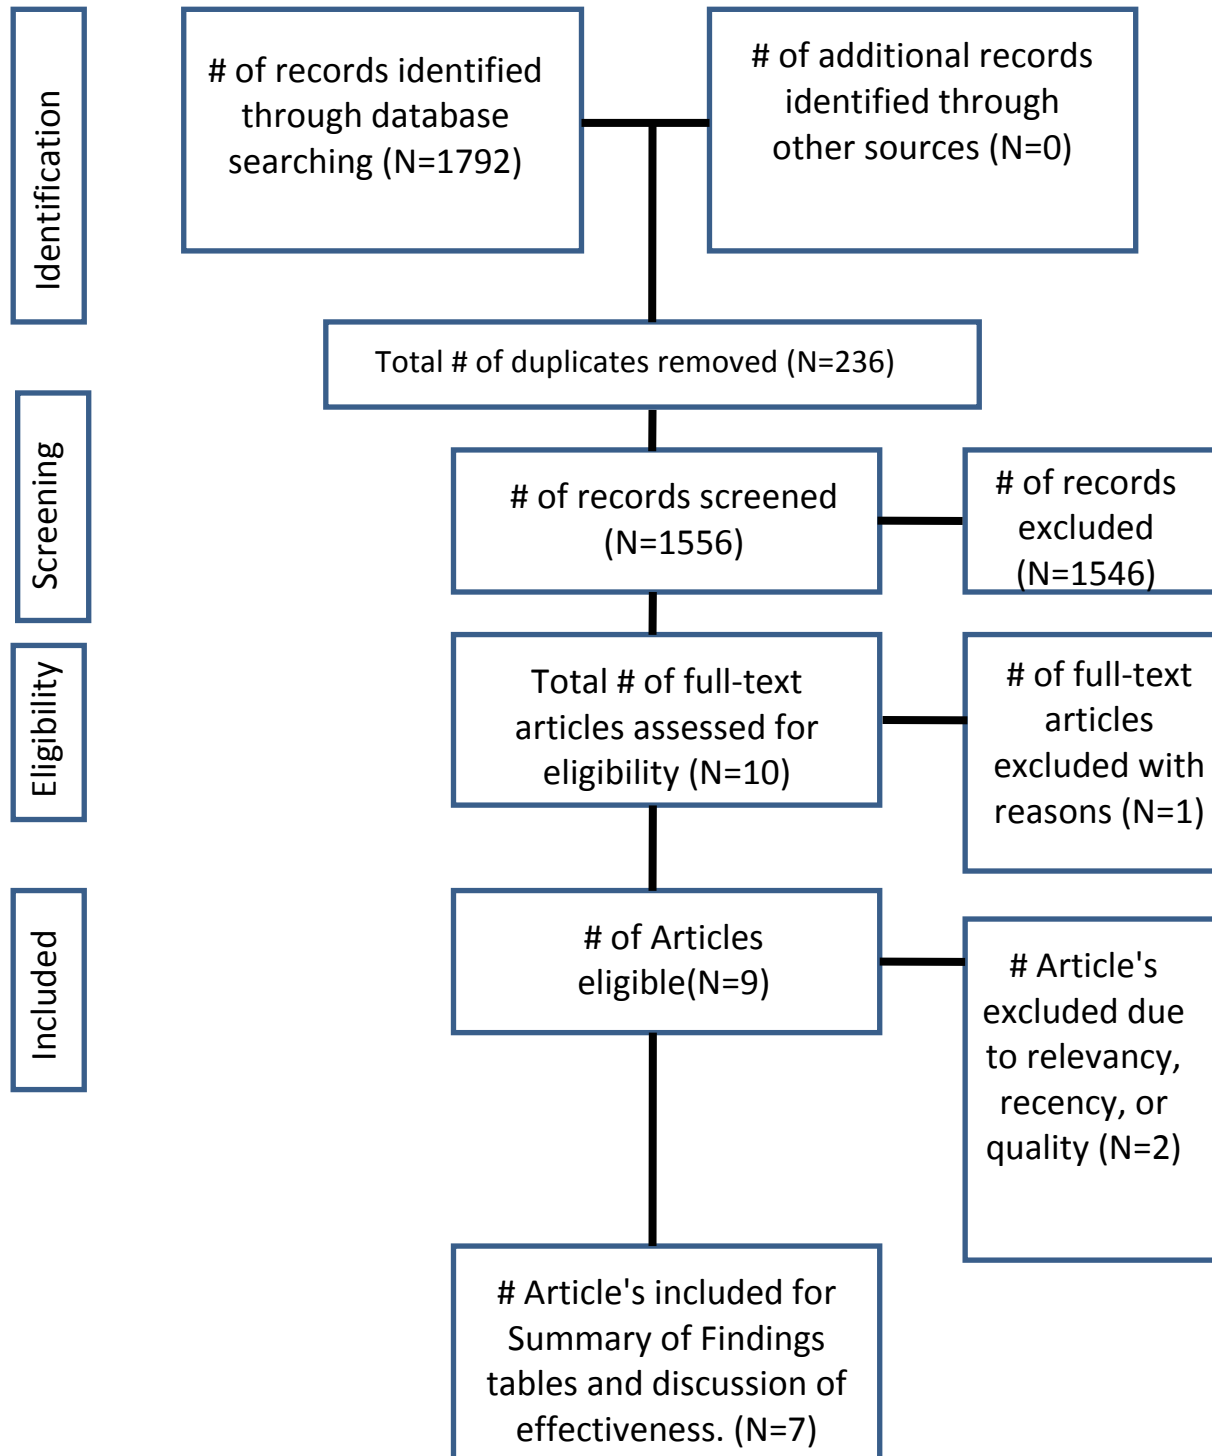 Identification
# of records identified
through database
searching (N=1792)
# of additional records
identified through
other sources (N=0)
Total # of duplicates removed (N=236)
Screening
# of records screened
(N=1556)
# of records
excluded
(N=1546)
Eligibility
Total # of full-text
articles assessed for
eligibility (N=10)
# of full-text
articles
excluded with
reasons (N=1)
Included
# of Articles
eligible(N=9)
# Article's
excluded due
to relevancy,
recency, or
quality (N=2)
# Article's included for
Summary of Findings
tables and discussion of
effectiveness. (N=7)